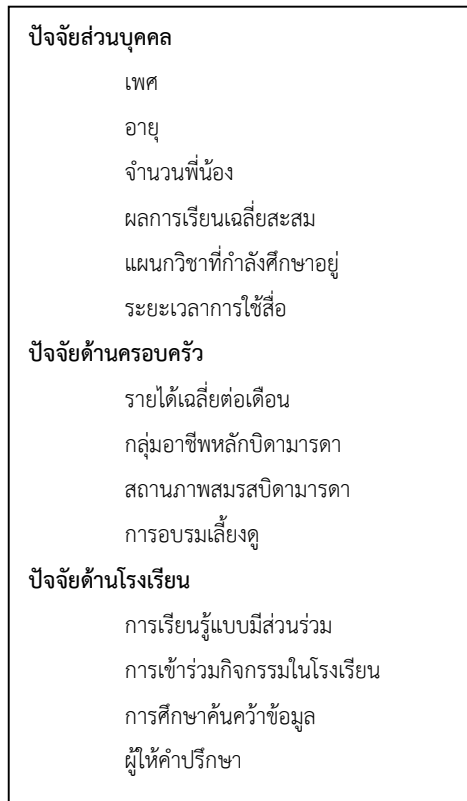 ปัจจัยส่วนบุคคล
เพศ
อายุ
จำนวนพี่น้อง
ผลการเรียนเฉลี่ยสะสม
แผนกวิชาที่กำลังศึกษาอยู่
ระยะเวลาการใช้สื่อ
ปัจจัยด้านครอบครัว
รายได้เฉลี่ยต่อเดือน
กลุ่มอาชีพหลักบิดามารดา
สถานภาพสมรสบิดามารดา
การอบรมเลี้ยงดู
ปัจจัยด้านโรงเรียน
การเรียนรู้แบบมีส่วนร่วม
การเข้าร่วมกิจกรรมในโรงเรียน
การศึกษาค้นคว้าข้อมูล
ผู้ให้คำปรึกษา